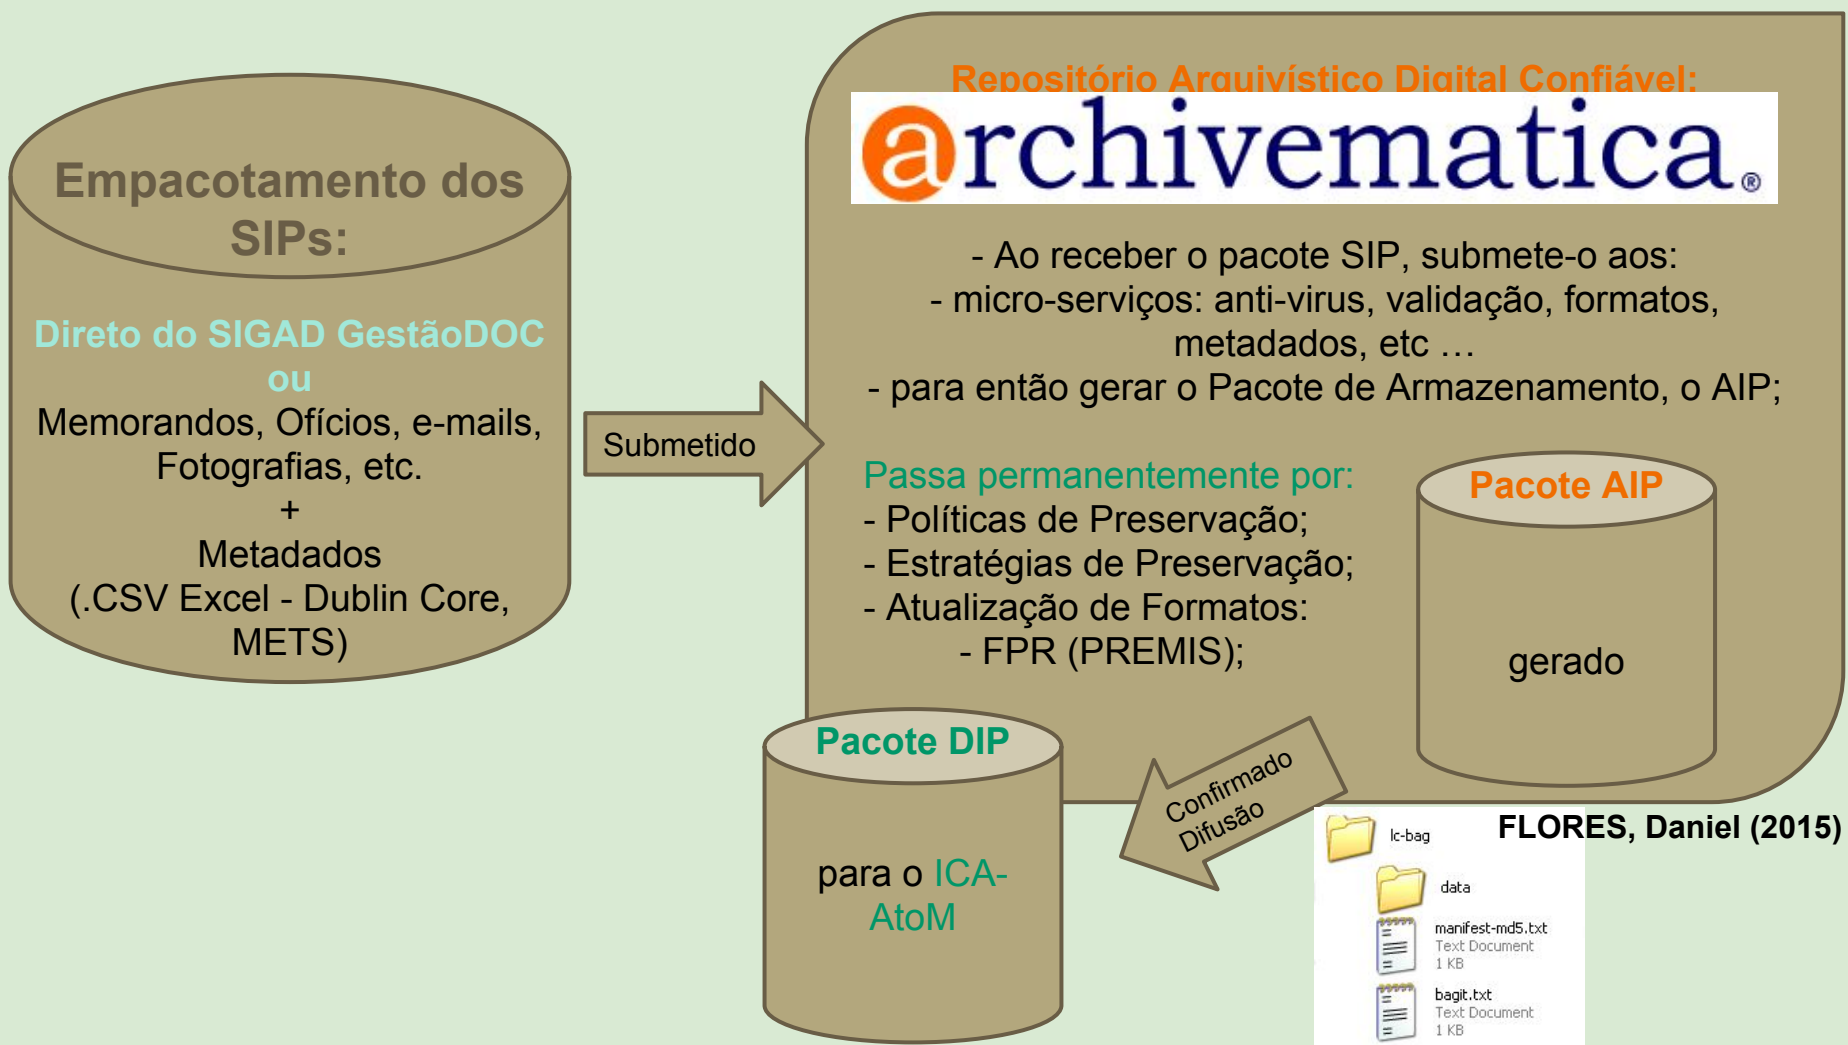 Empacotamento dos
SIPs:
Direto do SIGAD GestãoDOC
ou
Memorandos, Ofícios, e-mails,
Fotografias, etc.
+
Metadados
(.CSV Excel - Dublin Core,
METS)
Submetido
Repositório Arquivístico Digital Confiável:
archivematica®
- Ao receber o pacote SIP, submete-o aos:
- micro-serviços: anti-virus, validação, formatos,
metadados, etc …
- para então gerar o Pacote de Armazenamento, o AIP;
Passa permanentemente por:
- Políticas de Preservação;
- Estratégias de Preservação;
- Atualização de Formatos:
- FPR (PREMIS);
Pacote AIP
gerado
Confirmado
Difusão
Pacote DIP
para o ICA-
AtoM
FLORES, Daniel (2015)
lc-bag
data
manifest-md5.txt
Text Document
1 KB
bagit.txt
Text Document
1 KB